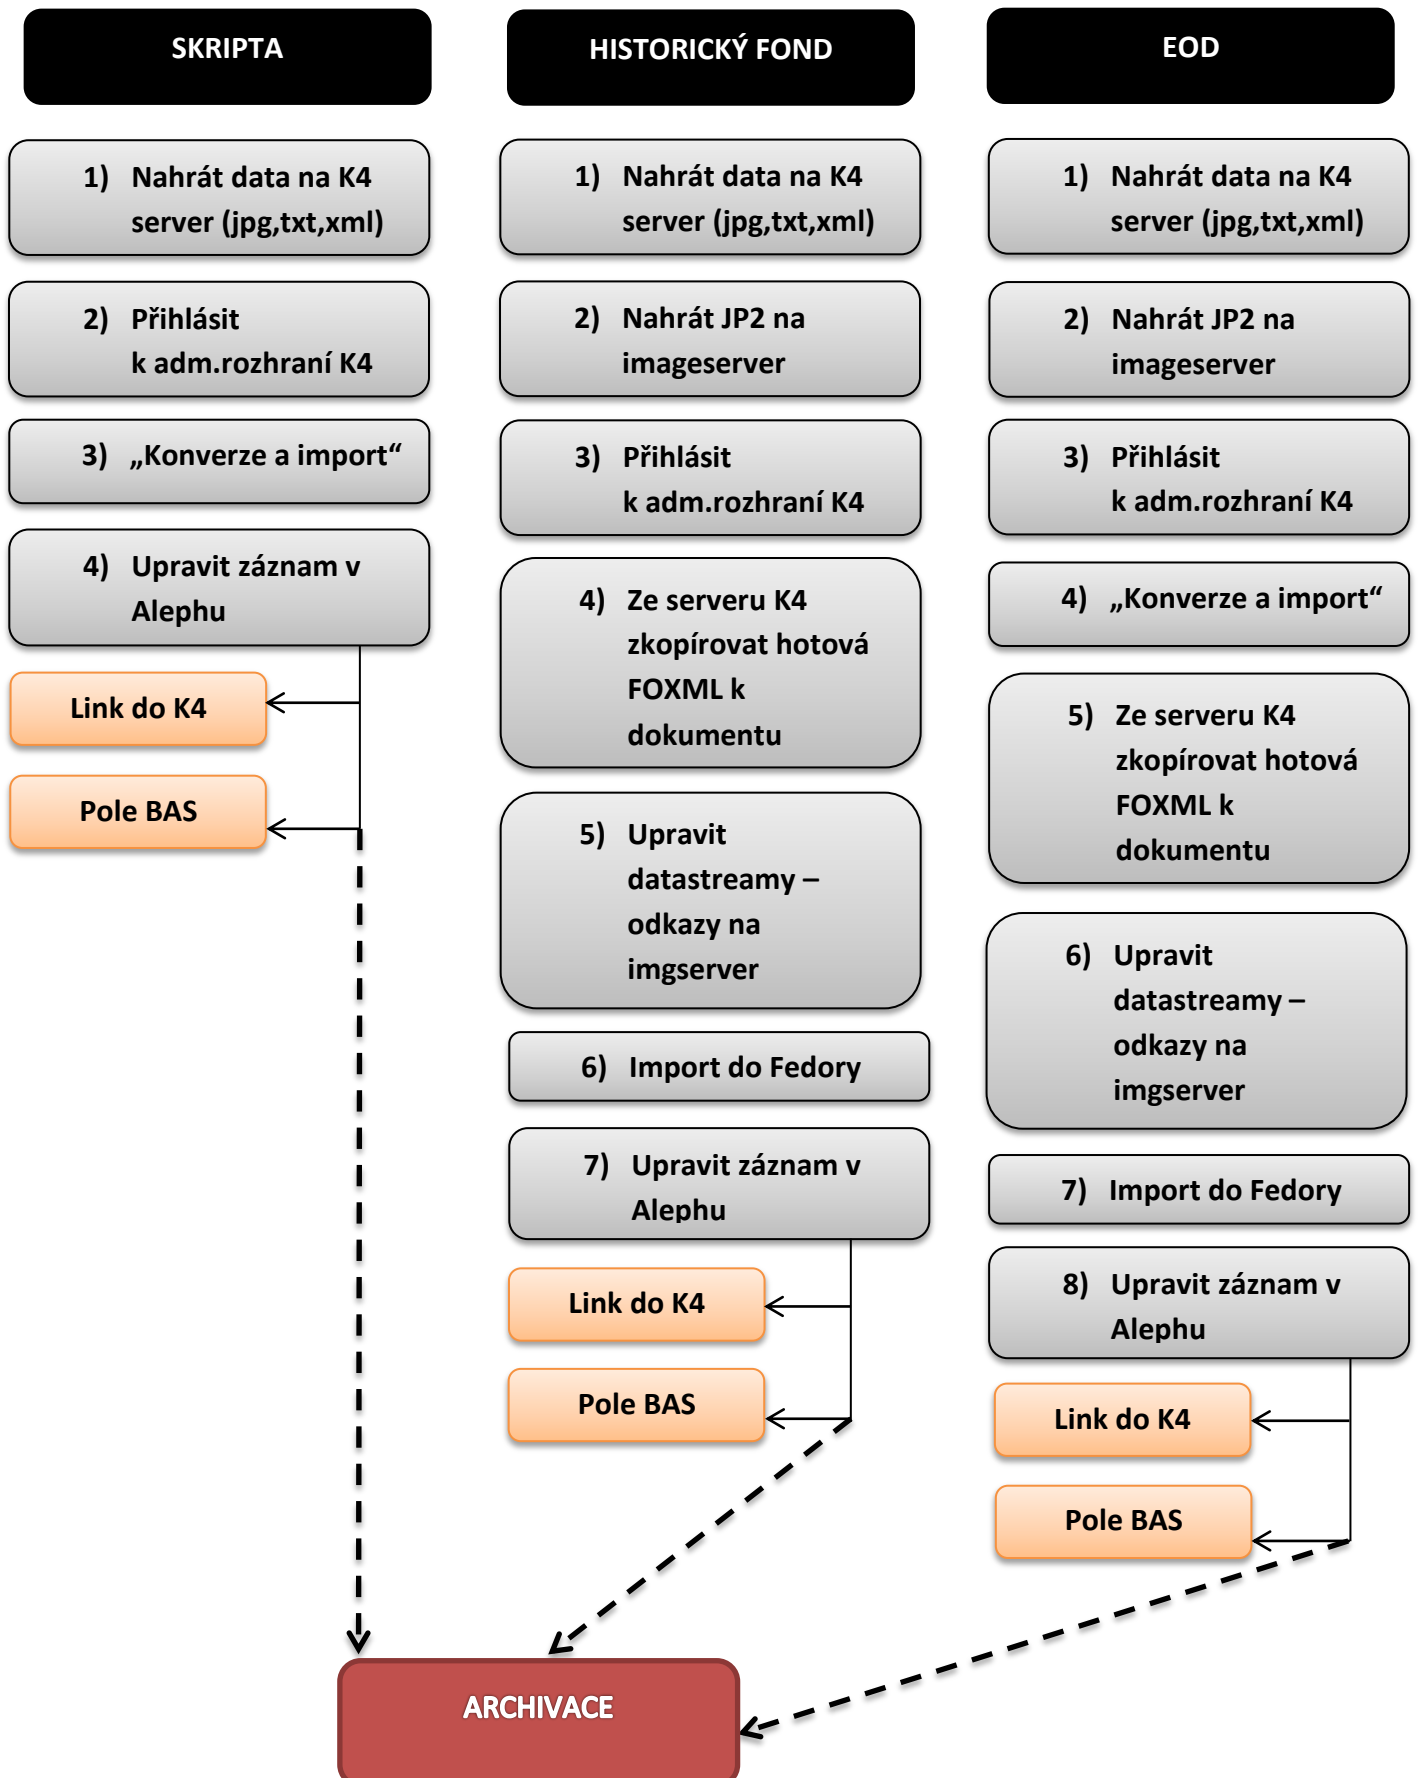 SKRIPTA
1) Nahrát data na K4
server (jpg,txt,xml)
2) Přihlásit
k adm.rozhraní K4
3) „Konverze a import“
4) Upravit záznam v
Alephu
Link do K4
Pole BAS
HISTORICKÝ FOND
1) Nahrát data na K4
server (jpg,txt,xml)
2) Nahrát JP2 na
imageserver
3) Přihlásit
k adm.rozhraní K4
4) Ze serveru K4
zkopírovat hotová
FOXML k
dokumentu
5) Upravit
datastreamy –
odkazy na
imgserver
6) Import do Fedory
7) Upravit záznam v
Alephu
Link do K4
Pole BAS
EOD
1) Nahrát data na K4
server (jpg,txt,xml)
2) Nahrát JP2 na
imageserver
3) Přihlásit
k adm.rozhraní K4
4) „Konverze a import“
5) Ze serveru K4
zkopírovat hotová
FOXML k
dokumentu
6) Upravit
datastreamy –
odkazy na
imgserver
7) Import do Fedory
8) Upravit záznam v
Alephu
Link do K4
Pole BAS
ARCHIVACE